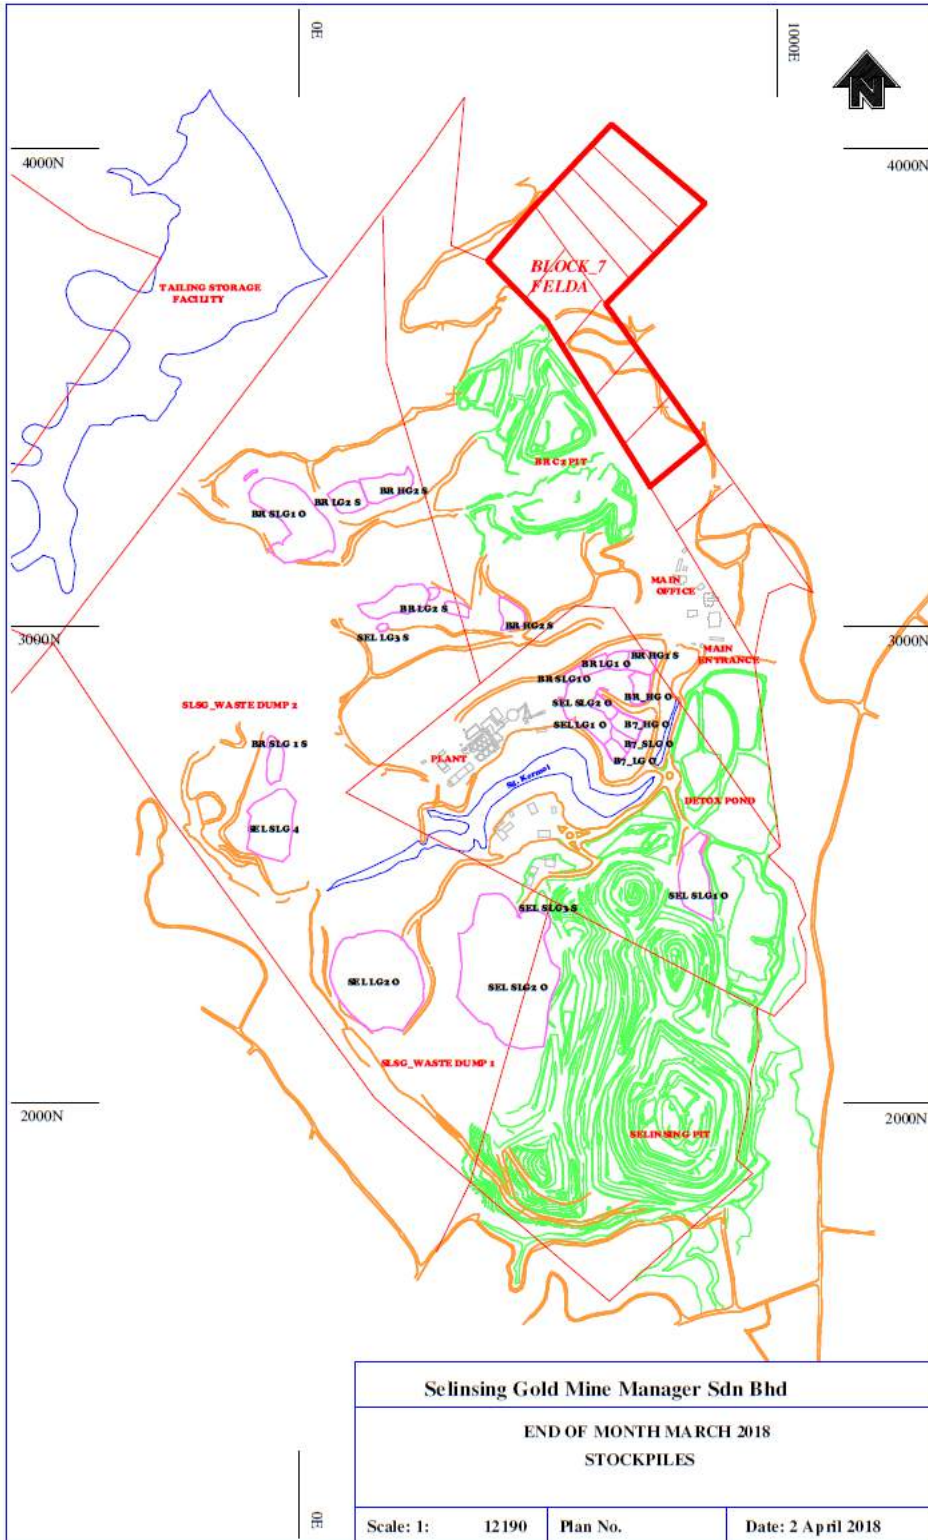 0E
1000E
N
4000N
4000N
BLOCK_7
FELDA
TAILING STORAGE
FACILITY
BR C2 PIT
BR HG2 S
BR LG2 S
BR SLG1 O
MAIN
OFFICE
BR LG2 S
BR HG2 S
SEL LG3 S
3000N
3000N
MAIN
ENTRANCE
BR HG1 S
BR LG1 O
BR SLG1 O
BR_HG O
SEL SLG2 O
SLSG_WASTE DUMP 2
SEL LG1 O
B7_HG O
BR SLG 1 S
B7_SLG O
PLANT
B7_LG O
Sg. Kermoi
DETOX POND
SEL SLG 4
SEL SLG1 O
SEL SLG3 S
SEL LG2 O
SEL SLG2 O
SLSG_WASTE DUMP 1
2000N
2000N
SELINSING PIT
Selinsing Gold Mine Manager Sdn Bhd
END OF MONTH MARCH 2018
STOCKPILES
0E
Scale: 1: 12190
Plan No.
Date: 2 April 2018